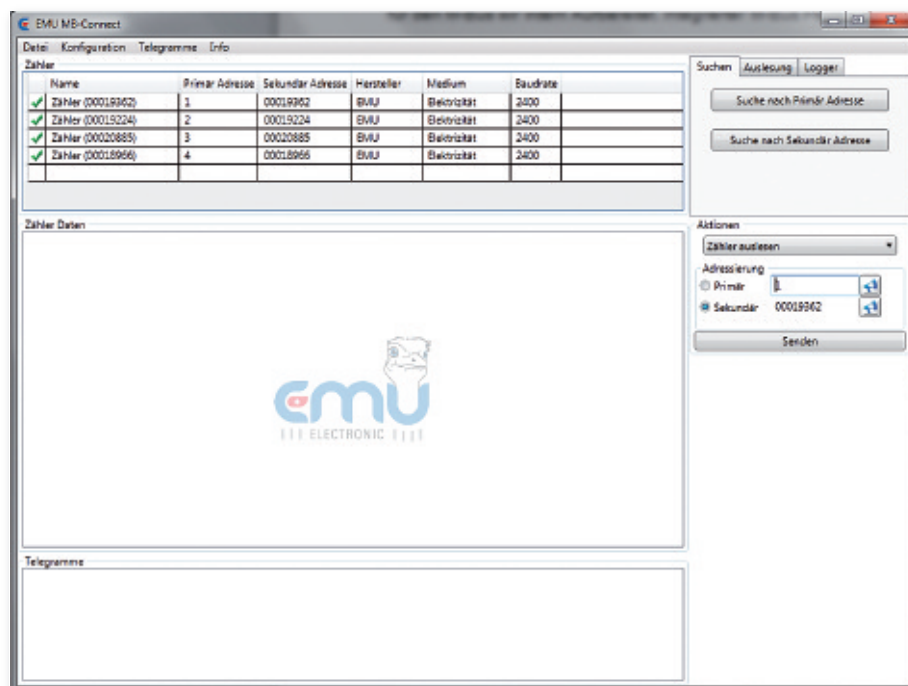 EMU MB-Connect
Datei Konfiguration Telegramme Info
Zähler
Name Primär Adresse Sekundär Adresse Hersteller Medium Baudrate
Zähler (00019362) 1 00019362 EMU Elektrizität 2400
Zähler (00019224) 2 00019224 EMU Elektrizität 2400
Zähler (00020885) 3 00020885 EMU Elektrizität 2400
Zähler (00018966) 4 00018966 EMU Elektrizität 2400
Suchen Auslesung Logger
Suche nach Primär Adresse
Suche nach Sekundär Adresse
Zähler Daten
emu
ELECTRONIC
Aktionen
Zähler auslesen
Adressierung
Primär 1
Sekundär 00019362
Senden
Telegramme